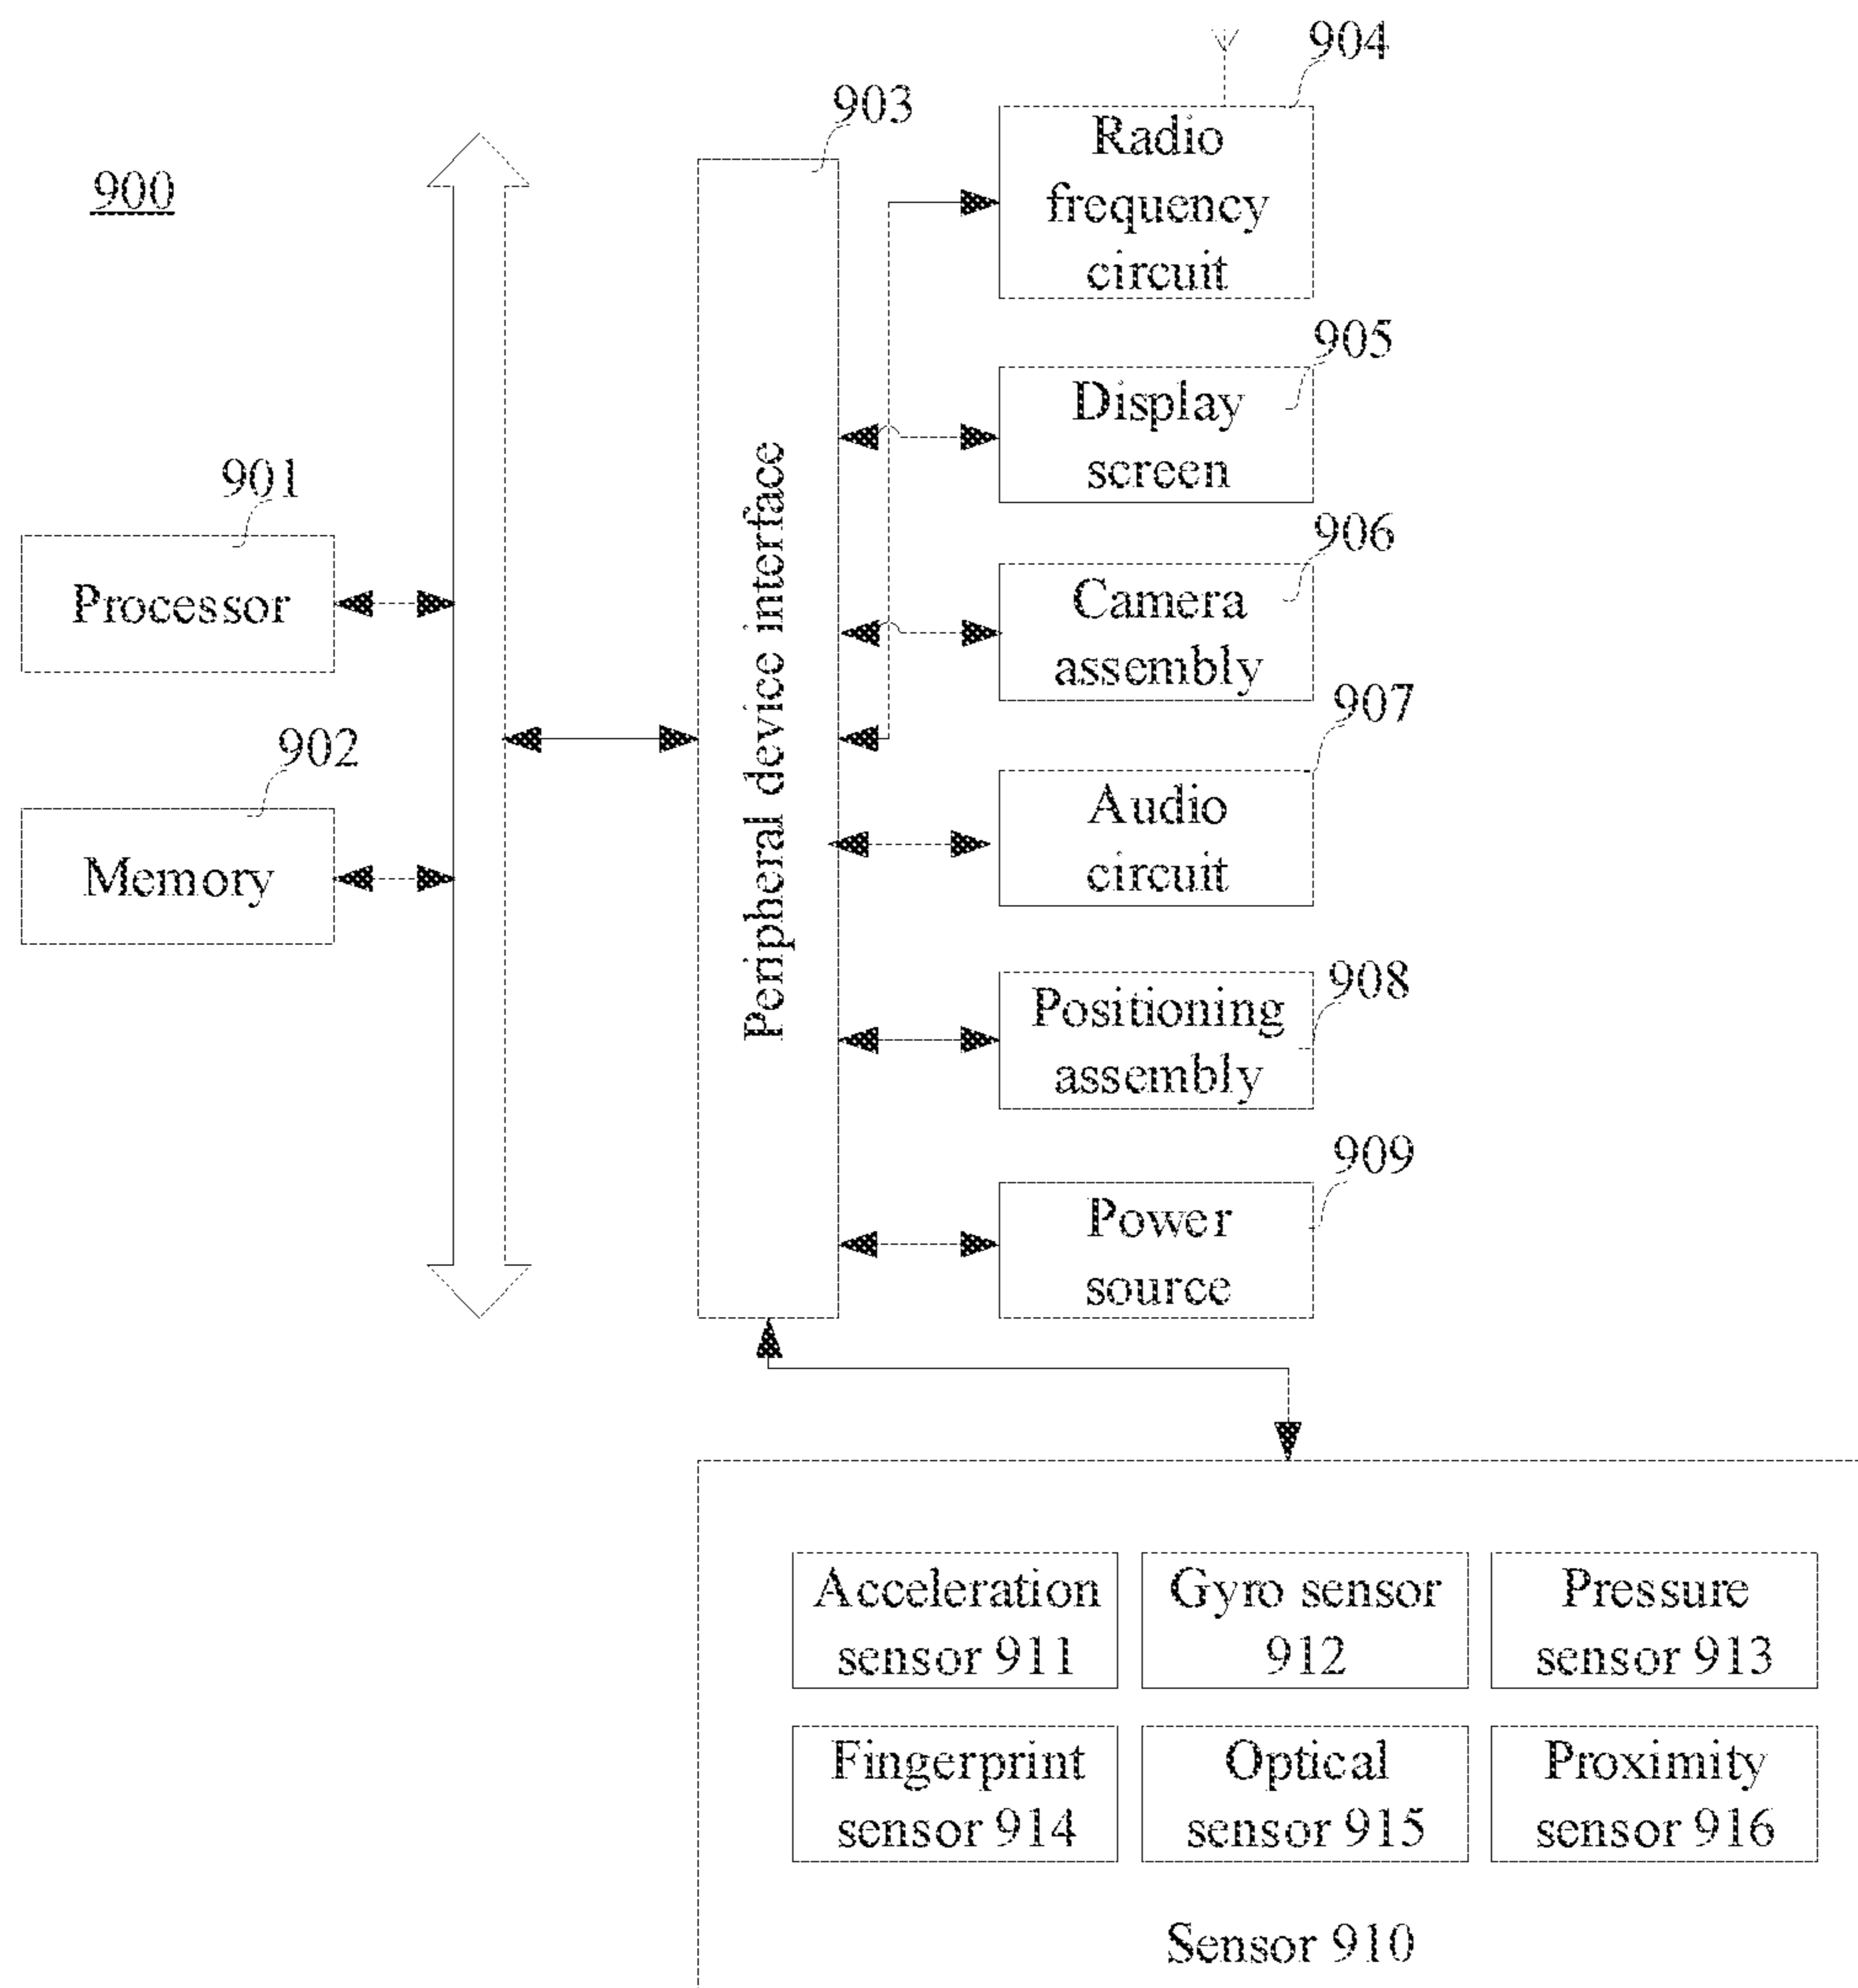 900
901
Processor
902
Memory
903
Peripheral device interface
904
Radio
frequency
circuit
905
Display
screen
906
Camera
assembly
907
Audio
circuit
908
Positioning
assembly
909
Power
source
Acceleration
sensor 911
Gyro sensor
912
Pressure
sensor 913
Fingerprint
sensor 914
Optical
sensor 915
Proximity
sensor 916
Sensor 910